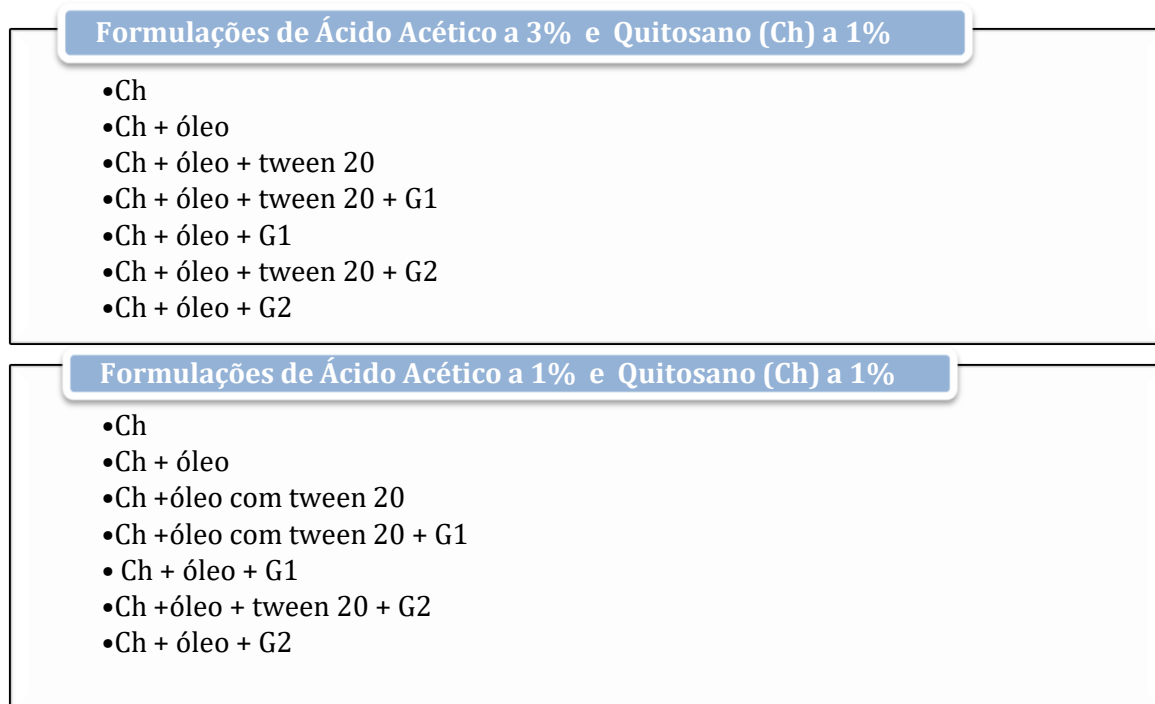 Formulações de Ácido Acético a 3%  e  Quitosano (Ch) a 1%
•Ch
•Ch + óleo
•Ch + óleo + tween 20
•Ch + óleo + tween 20 + G1
•Ch + óleo + G1
•Ch + óleo + tween 20 + G2
•Ch + óleo + G2
Formulações de Ácido Acético a 1%  e  Quitosano (Ch) a 1%
•Ch
•Ch + óleo
•Ch +óleo com tween 20
•Ch +óleo com tween 20 + G1
• Ch + óleo + G1
•Ch +óleo + tween 20 + G2
•Ch + óleo + G2